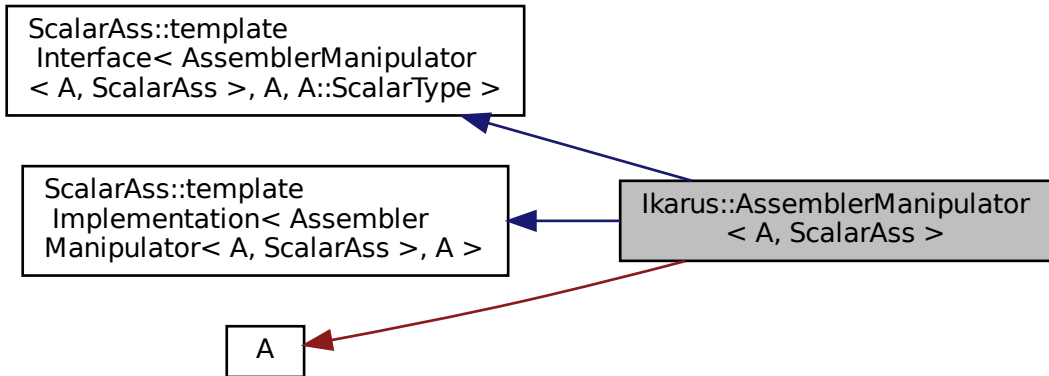 ScalarAss::template
Interface< AssemblerManipulator
< A, ScalarAss >, A, A::ScalarType >
ScalarAss::template
Implementation< Assembler
Manipulator< A, ScalarAss >, A >
Ikarus::AssemblerManipulator
< A, ScalarAss >
A